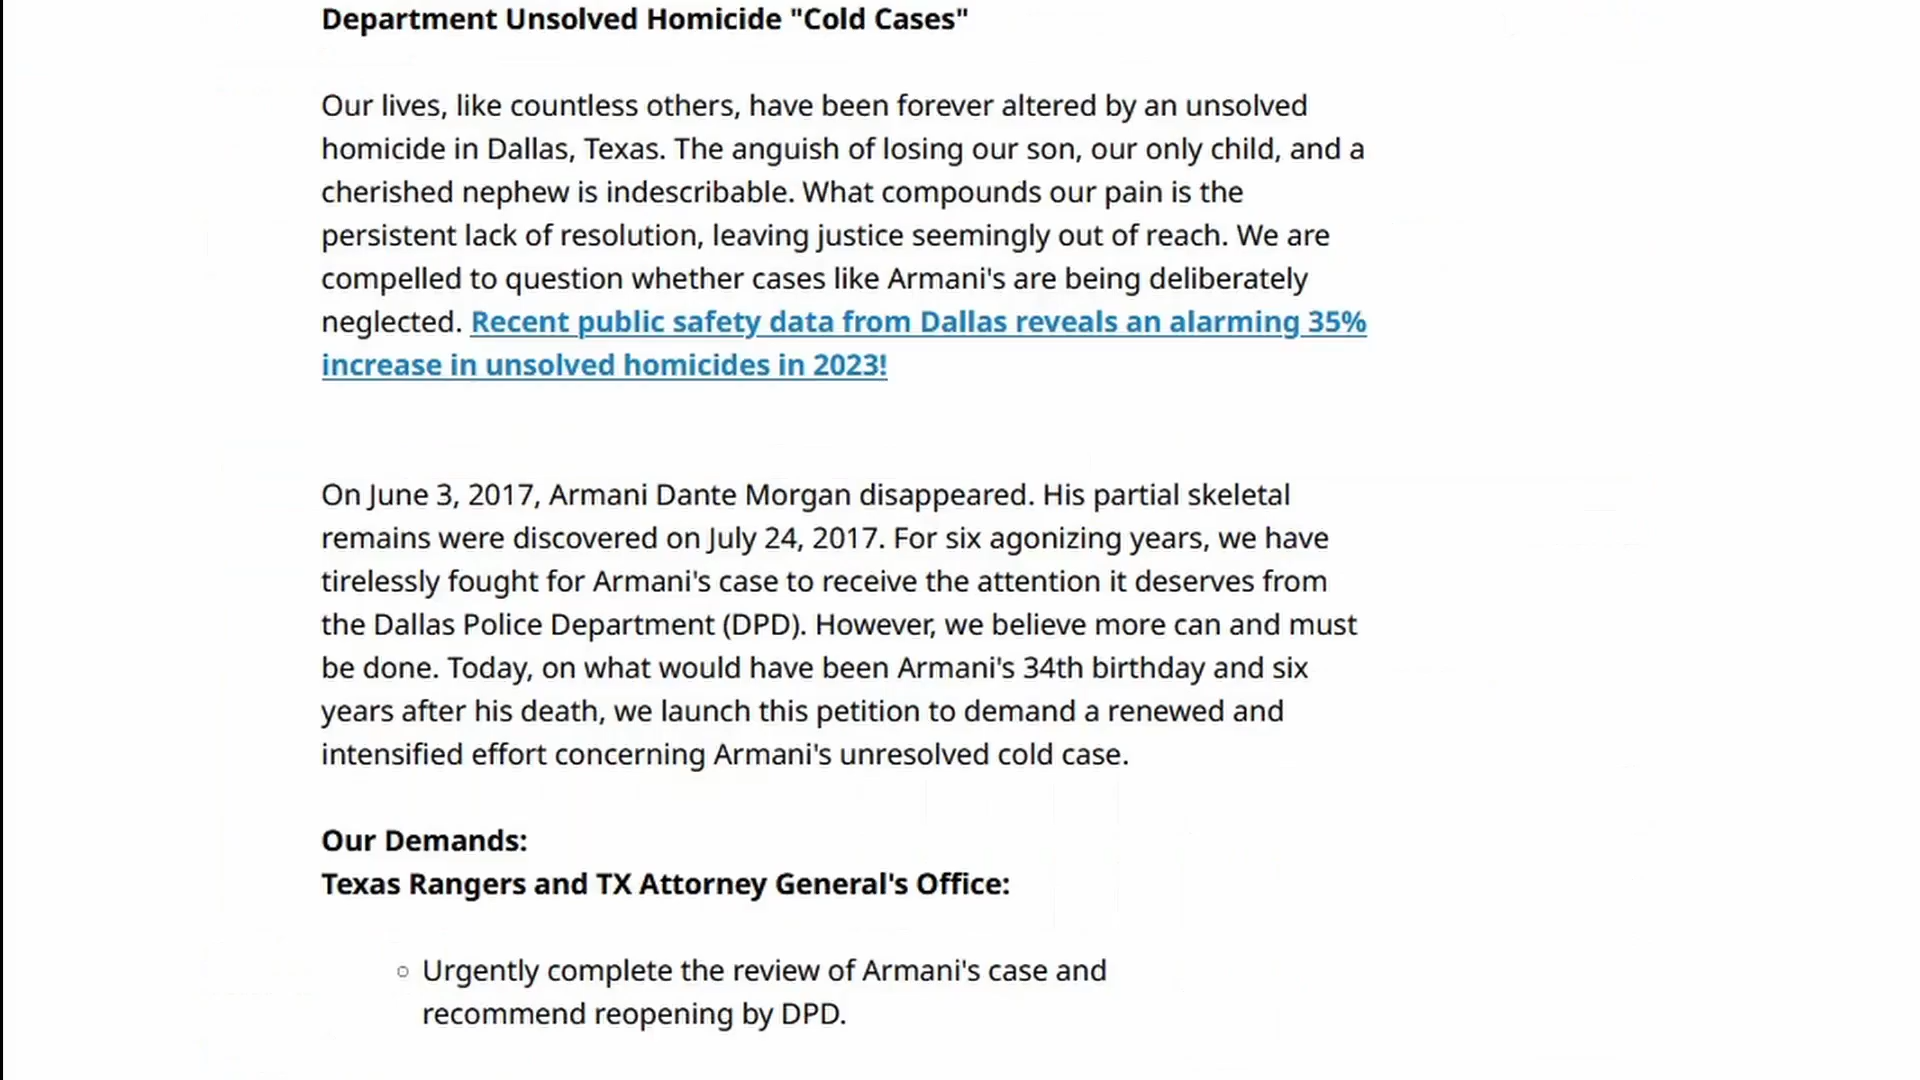 Department Unsolved Homicide "Cold Cases"
Our lives, like countless others, have been forever altered by an unsolved
homicide in Dallas, Texas. The anguish of losing our son, our only child, and a
cherished nephew is indescribable. What compounds our pain is the
persistent lack of resolution, leaving justice seemingly out of reach. We are
compelled to question whether cases like Armani's are being deliberately
neglected. Recent public safety data from Dallas reveals an alarming 35%
increase in unsolved homicides in 2023!
On June 3, 2017, Armani Dante Morgan disappeared. His partial skeletal
remains were discovered on July 24, 2017. For six agonizing years, we have
tirelessly fought for Armani's case to receive the attention it deserves from
the Dallas Police Department (DPD). However, we believe more can and must
be done. Today, on what would have been Armani's 34th birthday and six
years after his death, we launch this petition to demand a renewed and
intensified effort concerning Armani's unresolved cold case.
Our Demands:
Texas Rangers and TX Attorney General's Office:
○ Urgently complete the review of Armani's case and
recommend reopening by DPD.